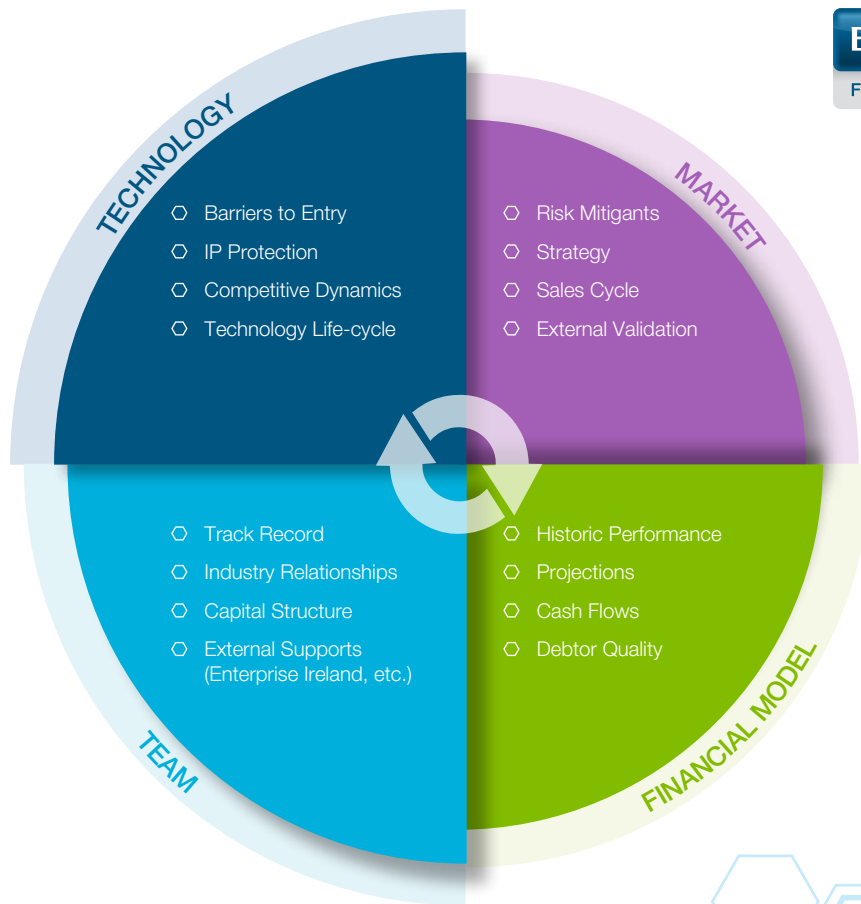 TECHNOLOGY
Barriers to Entry
IP Protection
Competitive Dynamics
Technology Life-cycle
MARKET
Risk Mitigants
Strategy
Sales Cycle
External Validation
TEAM
Track Record
Industry Relationships
Capital Structure
External Supports
(Enterprise Ireland, etc.)
FINANCIAL MODEL
Historic Performance
Projections
Cash Flows
Debtor Quality